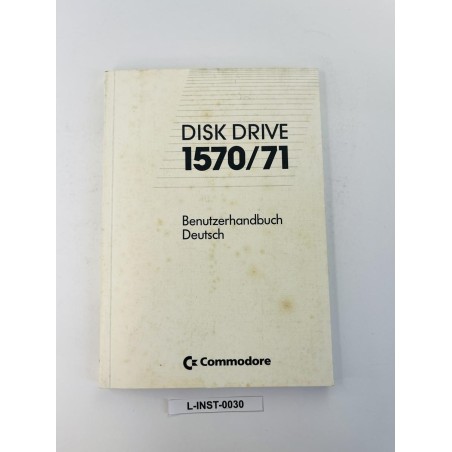 DISK DRIVE
1570/71
Benutzerhandbuch
Deutsch
Commodore
L-INST-0030